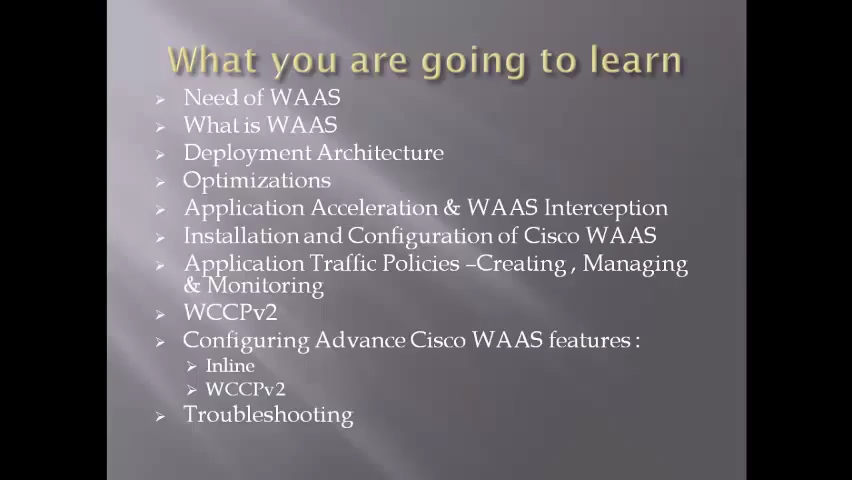 What you are going to learn
Need of WAAS
What is WAAS
Deployment Architecture
Optimizations
Application Acceleration & WAAS Interception
Installation and Configuration of Cisco WAAS
Application Traffic Policies –Creating , Managing
& Monitoring
WCCPv2
Configuring Advance Cisco WAAS features :
Inline
WCCPv2
Troubleshooting